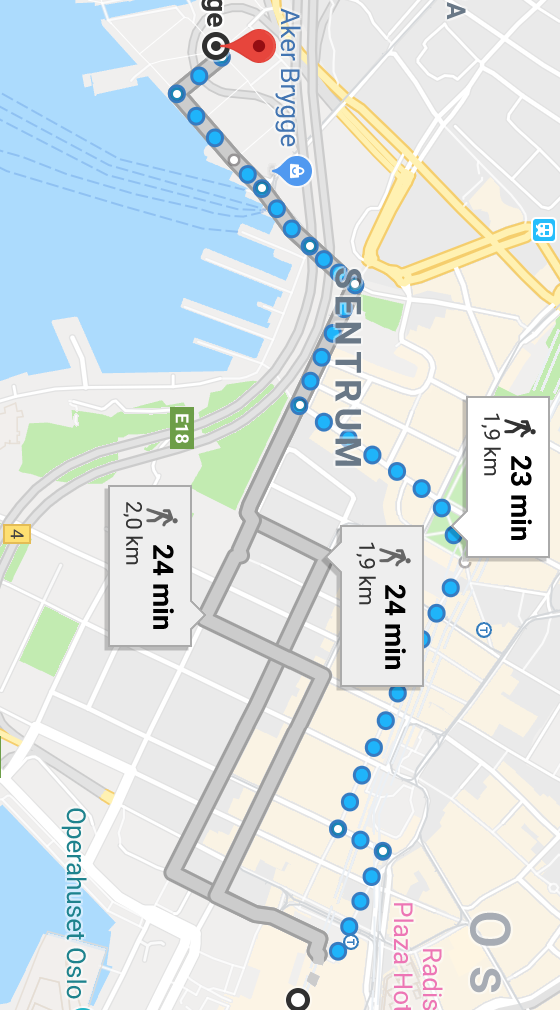 ge
Aker Brygge
A
SENTRUM
E18
4
23 min
1,9 km
24 min
1,9 km
24 min
2,0 km
T
T
Operahuset Oslo
Radis
Plaza Hot
OS